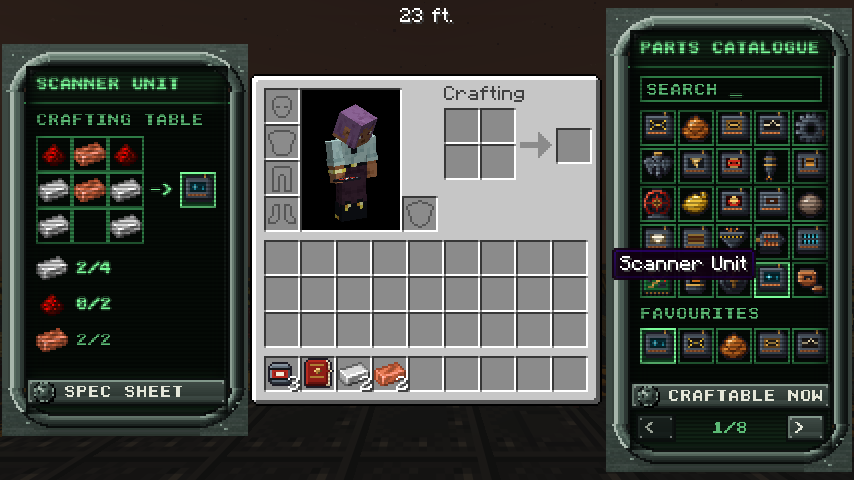 23 ft.
SCANNER UNIT
CRAFTING TABLE
2/4
0/2
2/2
SPEC SHEET
Crafting
3
2
2
PARTS CATALOGUE
SEARCH _
Scanner Unit
FAVOURITES
CRAFTABLE NOW
< 1/8 >